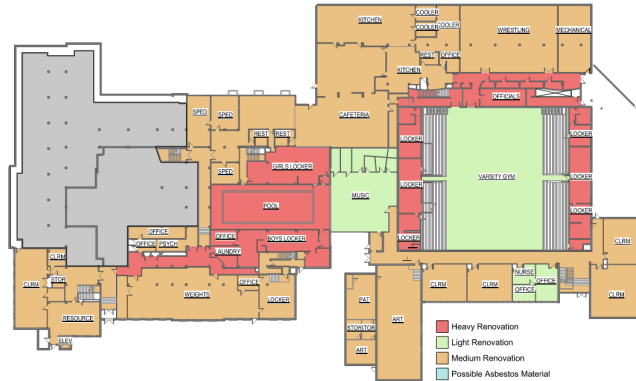 KITCHEN
COOLER
COOLER
COOLER
WRESTLING
MECHANICAL
REST
OFFICE
KITCHEN
OFFICIALS
SPED
SPED
CAFETERIA
REST
REST
LOCKER
LOCKER
GIRLS LOCKER
SPED
VARSITY GYM
LOCKER
LOCKER
MUSIC
POOL
LOCKER
LOCKER
OFFICE
OFFICE
BOYS LOCKER
LOCKER
CLRM
OFFICE
PSYCH
LAUNDRY
CLRM
STOR
CLRM
OFFICE
WEIGHTS
LOCKER
NURSE
OFFICE
OFFICE
CLRM
CLRM
CLRM
RESOURCE
PAT
STOR
STOR
ART
ART
ELEV
Heavy Renovation
Light Renovation
Medium Renovation
Possible Asbestos Material